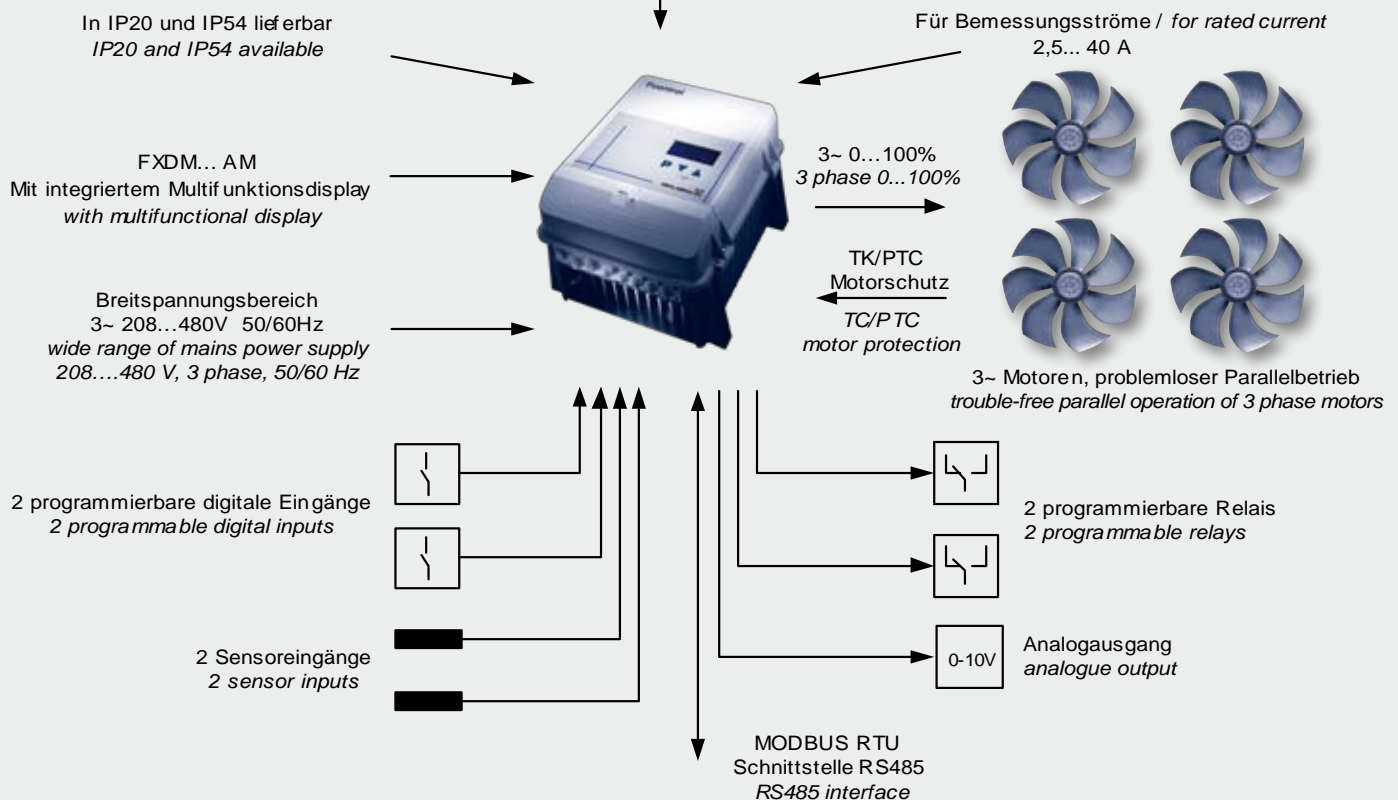 In IP20 und IP54 lieferbar
IP20 and IP54 available
Für Bemessungsströme / for rated current
2,5... 40 A
FXDM... AM
Mit integriertem Multifunktionsdisplay
with multifunctional display
3~ 0...100%
3 phase 0...100%
Breitspannungsbereich
3~ 208...480V 50/60Hz
wide range of mains power supply
208....480 V, 3 phase, 50/60 Hz
TK/PTC
Motorschutz
TC/PTC
motor protection
3~ Motoren, problemloser Parallelbetrieb
trouble-free parallel operation of 3 phase motors
2 programmierbare digitale Eingänge
2 programmable digital inputs
2 programmierbare Relais
2 programmable relays
2 Sensoreingänge
2 sensor inputs
0-10V
Analogausgang
analogue output
MODBUS RTU
Schnittstelle RS485
RS485 interface